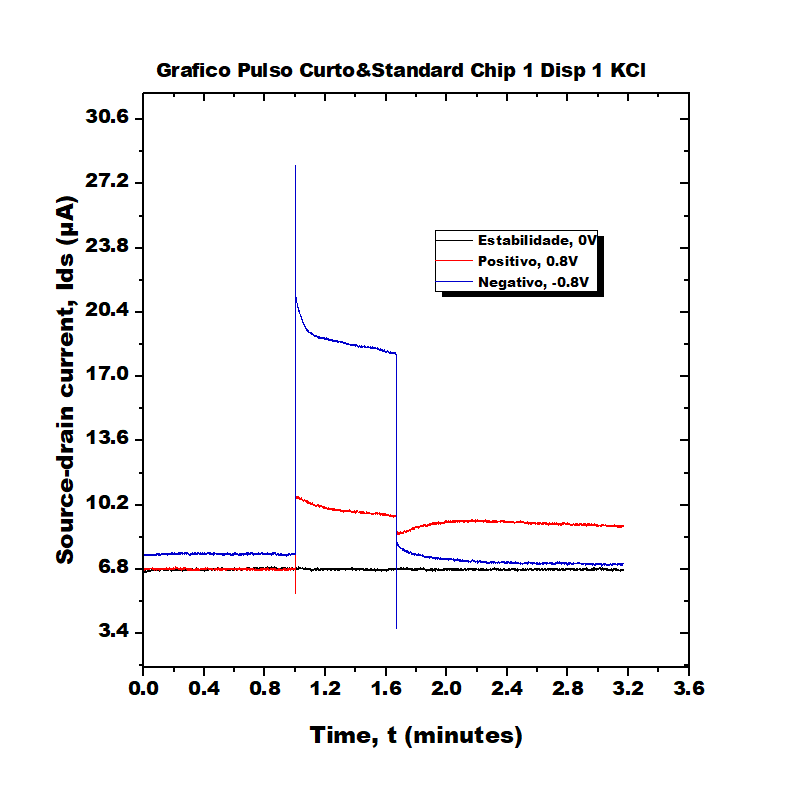 Grafico Pulso Curto&Standard Chip 1 Disp 1 KCl
30.6
27.2
23.8
20.4
17.0
13.6
10.2
6.8
3.4
Source-drain current, Ids (µA)
Estabilidade, 0V
Positivo, 0.8V
Negativo, -0.8V
0.0 0.4 0.8 1.2 1.6 2.0 2.4 2.8 3.2 3.6
Time, t (minutes)